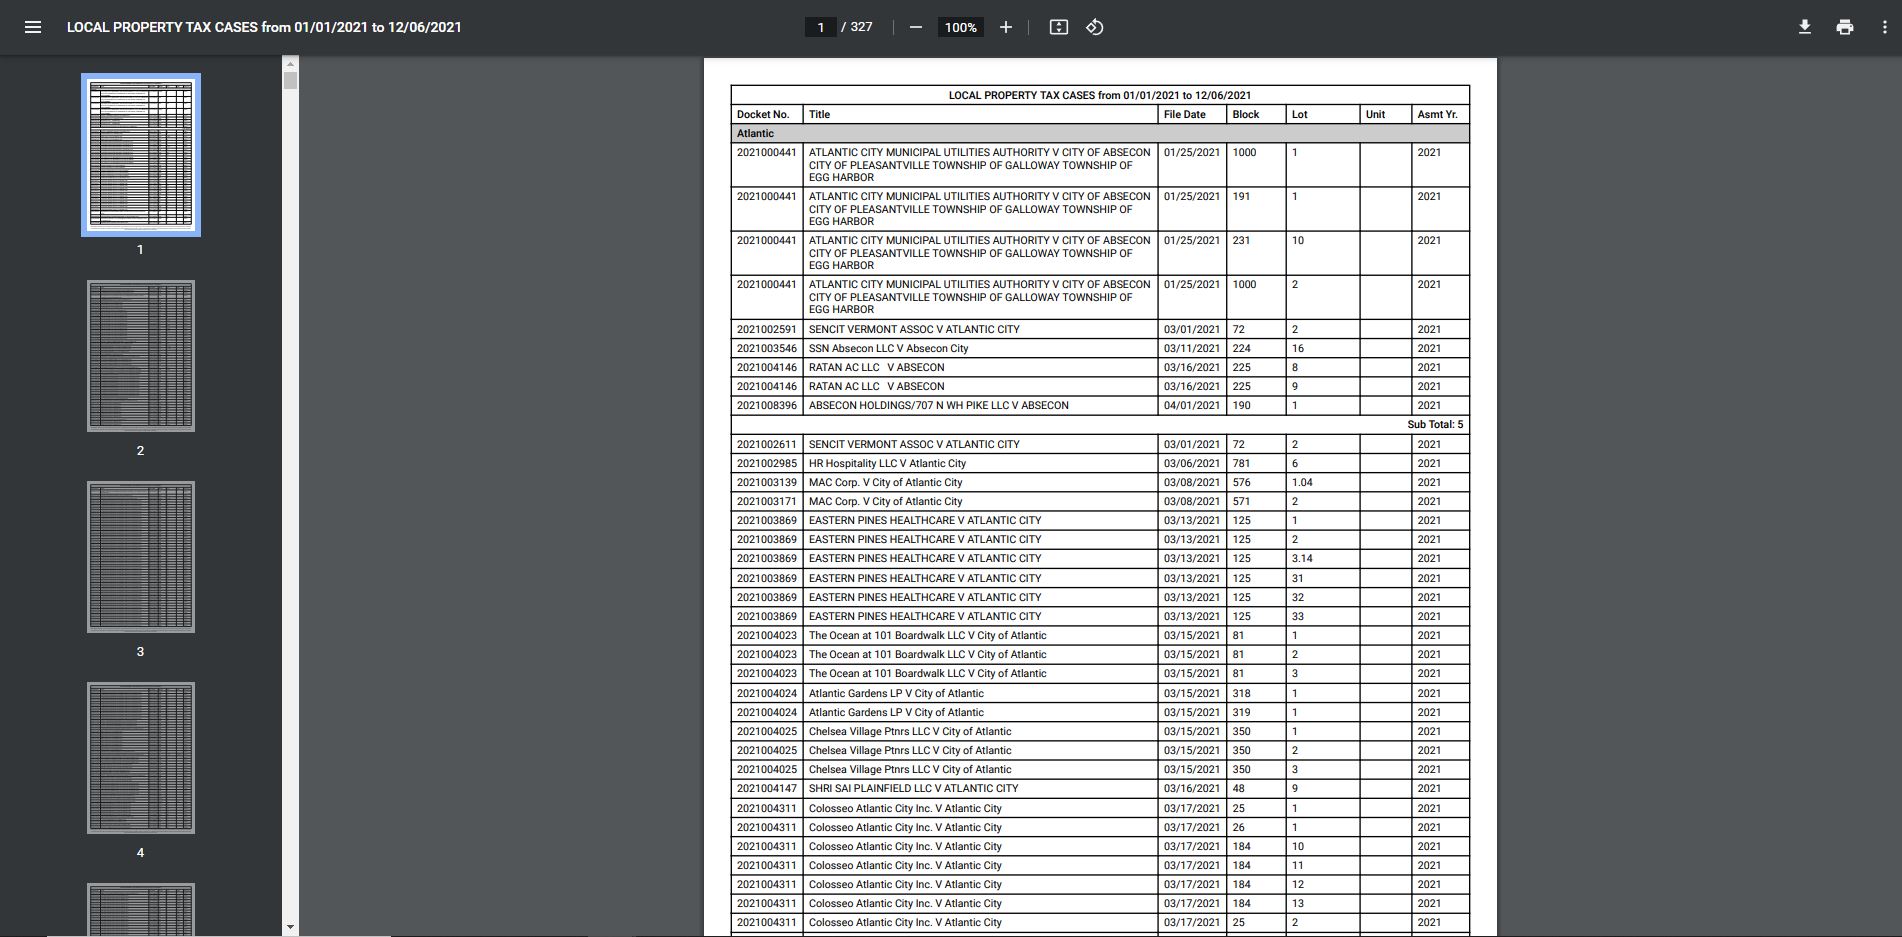 LOCAL PROPERTY TAX CASES from 01/01/2021 to 12/06/2021 1 / 327 100%
1
2
3
4
LOCAL PROPERTY TAX CASES from 01/01/2021 to 12/06/2021
Docket No. Title File Date Block Lot Unit Asmt Yr.
Atlantic
2021000441 ATLANTIC CITY MUNICIPAL UTILITIES AUTHORITY V CITY OF ABSECON 01/25/2021 1000 1 2021
CITY OF PLEASANTVILLE TOWNSHIP OF GALLOWAY TOWNSHIP OF
EGG HARBOR
2021000441 ATLANTIC CITY MUNICIPAL UTILITIES AUTHORITY V CITY OF ABSECON 01/25/2021 191 1 2021
CITY OF PLEASANTVILLE TOWNSHIP OF GALLOWAY TOWNSHIP OF
EGG HARBOR
2021000441 ATLANTIC CITY MUNICIPAL UTILITIES AUTHORITY V CITY OF ABSECON 01/25/2021 231 10 2021
CITY OF PLEASANTVILLE TOWNSHIP OF GALLOWAY TOWNSHIP OF
EGG HARBOR
2021000441 ATLANTIC CITY MUNICIPAL UTILITIES AUTHORITY V CITY OF ABSECON 01/25/2021 1000 2 2021
CITY OF PLEASANTVILLE TOWNSHIP OF GALLOWAY TOWNSHIP OF
EGG HARBOR
2021002591 SENCIT VERMONT ASSOC V ATLANTIC CITY 03/01/2021 72 2 2021
2021003546 SSN Absecon LLC V Absecon City 03/11/2021 224 16 2021
2021004146 RATAN AC LLC V ABSECON 03/16/2021 225 8 2021
2021004146 RATAN AC LLC V ABSECON 03/16/2021 225 9 2021
2021008396 ABSECON HOLDINGS/707 N WH PIKE LLC V ABSECON 04/01/2021 190 1 2021
Sub Total: 5
2021002611 SENCIT VERMONT ASSOC V ATLANTIC CITY 03/01/2021 72 2 2021
2021002985 HR Hospitality LLC V Atlantic City 03/06/2021 781 6 2021
2021003139 MAC Corp. V City of Atlantic City 03/08/2021 576 1.04 2021
2021003171 MAC Corp. V City of Atlantic City 03/08/2021 571 2 2021
2021003869 EASTERN PINES HEALTHCARE V ATLANTIC CITY 03/13/2021 125 1 2021
2021003869 EASTERN PINES HEALTHCARE V ATLANTIC CITY 03/13/2021 125 2 2021
2021003869 EASTERN PINES HEALTHCARE V ATLANTIC CITY 03/13/2021 125 3.14 2021
2021003869 EASTERN PINES HEALTHCARE V ATLANTIC CITY 03/13/2021 125 31 2021
2021003869 EASTERN PINES HEALTHCARE V ATLANTIC CITY 03/13/2021 125 32 2021
2021003869 EASTERN PINES HEALTHCARE V ATLANTIC CITY 03/13/2021 125 33 2021
2021004023 The Ocean at 101 Boardwalk LLC V City of Atlantic 03/15/2021 81 1 2021
2021004023 The Ocean at 101 Boardwalk LLC V City of Atlantic 03/15/2021 81 2 2021
2021004023 The Ocean at 101 Boardwalk LLC V City of Atlantic 03/15/2021 81 3 2021
2021004024 Atlantic Gardens LP V City of Atlantic 03/15/2021 318 1 2021
2021004024 Atlantic Gardens LP V City of Atlantic 03/15/2021 319 1 2021
2021004025 Chelsea Village Ptnrs LLC V City of Atlantic 03/15/2021 350 1 2021
2021004025 Chelsea Village Ptnrs LLC V City of Atlantic 03/15/2021 350 2 2021
2021004025 Chelsea Village Ptnrs LLC V City of Atlantic 03/15/2021 350 3 2021
2021004147 SHRI SAI PLAINFIELD LLC V ATLANTIC CITY 03/16/2021 48 9 2021
2021004311 Colosseo Atlantic City Inc. V Atlantic City 03/17/2021 25 1 2021
2021004311 Colosseo Atlantic City Inc. V Atlantic City 03/17/2021 26 1 2021
2021004311 Colosseo Atlantic City Inc. V Atlantic City 03/17/2021 184 10 2021
2021004311 Colosseo Atlantic City Inc. V Atlantic City 03/17/2021 184 11 2021
2021004311 Colosseo Atlantic City Inc. V Atlantic City 03/17/2021 184 12 2021
2021004311 Colosseo Atlantic City Inc. V Atlantic City 03/17/2021 184 13 2021
2021004311 Colosseo Atlantic City Inc. V Atlantic City 03/17/2021 25 2 2021